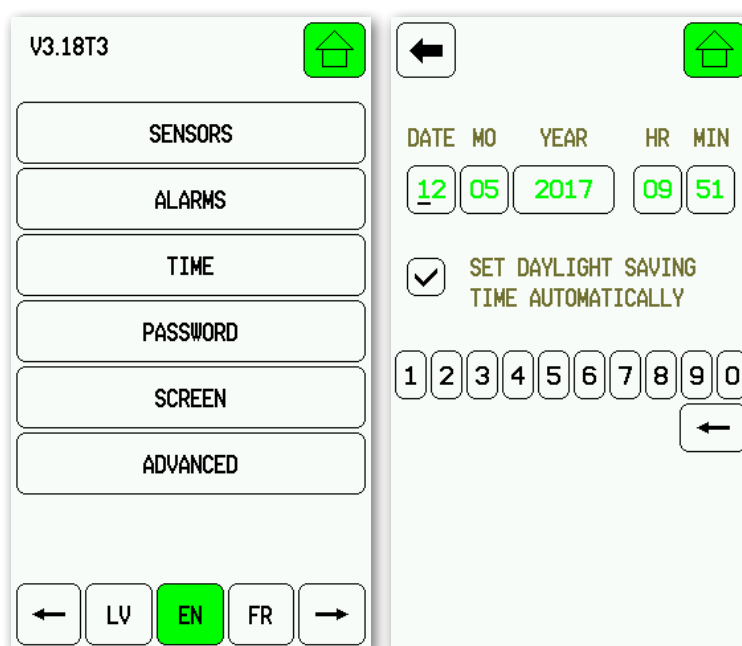 V3.18T3
SENSORS
ALARMS
TIME
PASSWORD
SCREEN
ADVANCED
LV EN FR
DATE MO YEAR HR MIN
12 05 2017 09 51
SET DAYLIGHT SAVING
TIME AUTOMATICALLY
1 2 3 4 5 6 7 8 9 0